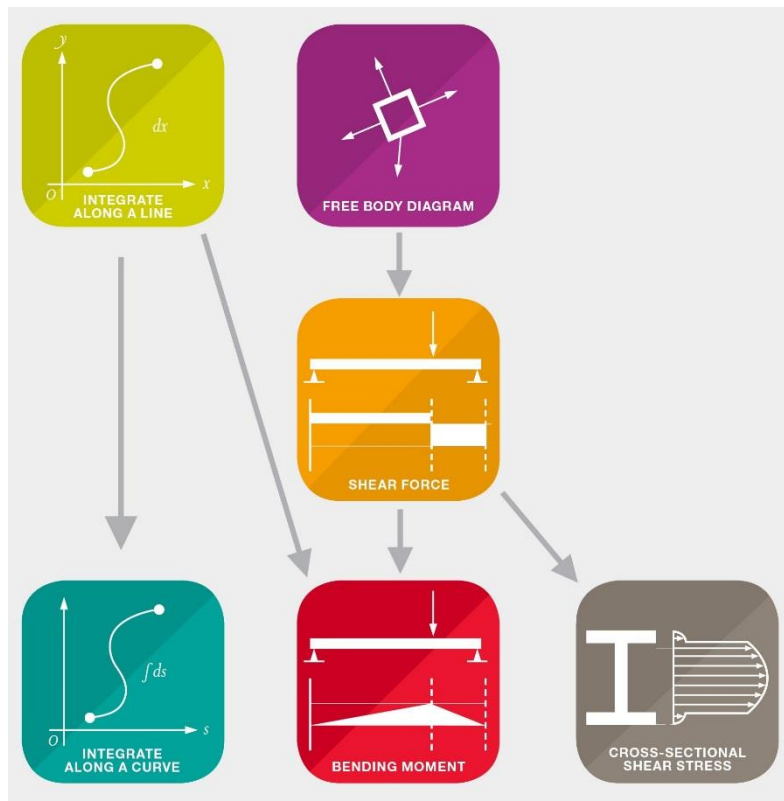 y
dx
O
x
INTEGRATE
ALONG A LINE
FREE BODY DIAGRAM
SHEAR FORCE
∫ds
O
s
INTEGRATE
ALONG A CURVE
BENDING MOMENT
CROSS-SECTIONAL
SHEAR STRESS